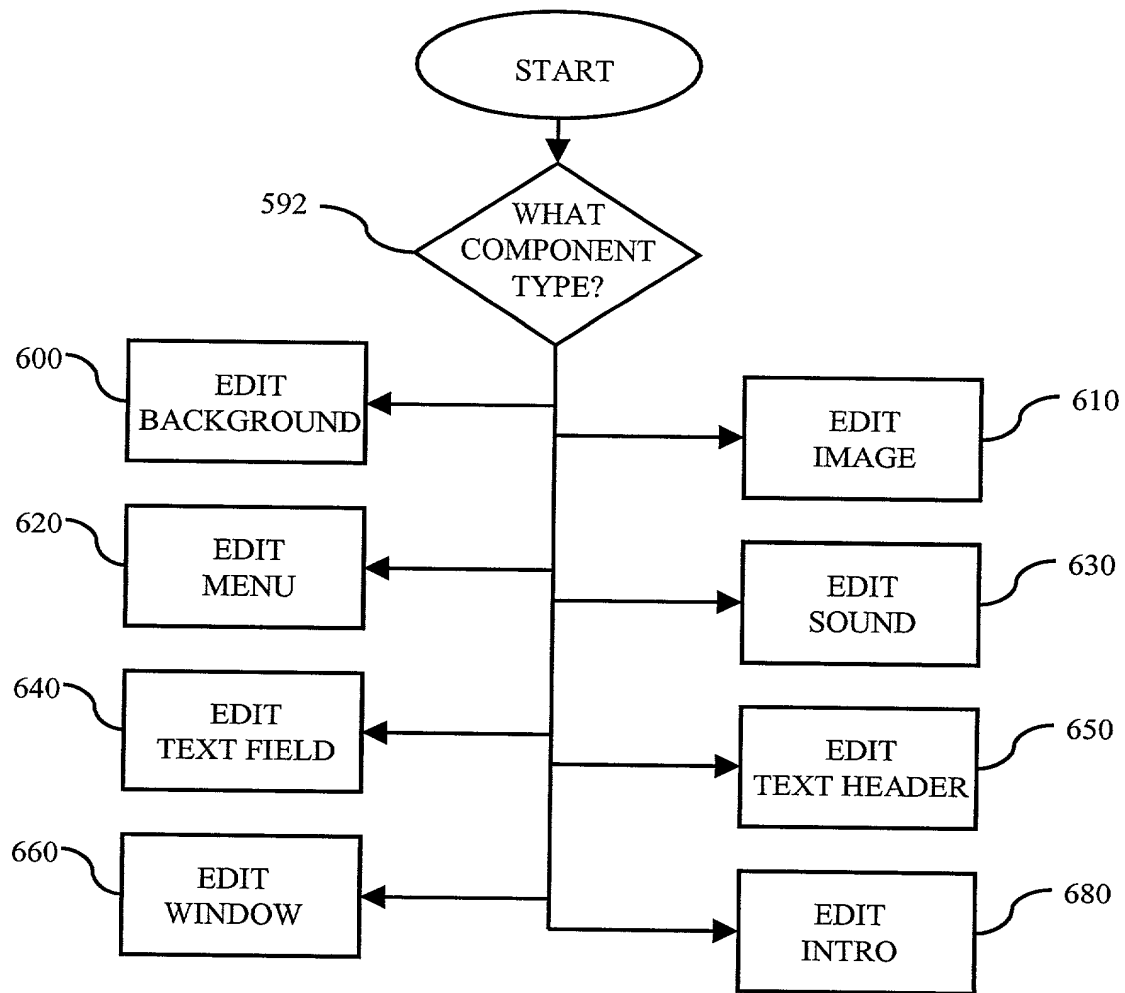 START
592
WHAT
COMPONENT
TYPE?
600
EDIT
BACKGROUND
610
EDIT
IMAGE
620
EDIT
MENU
630
EDIT
SOUND
640
EDIT
TEXT FIELD
650
EDIT
TEXT HEADER
660
EDIT
WINDOW
680
EDIT
INTRO